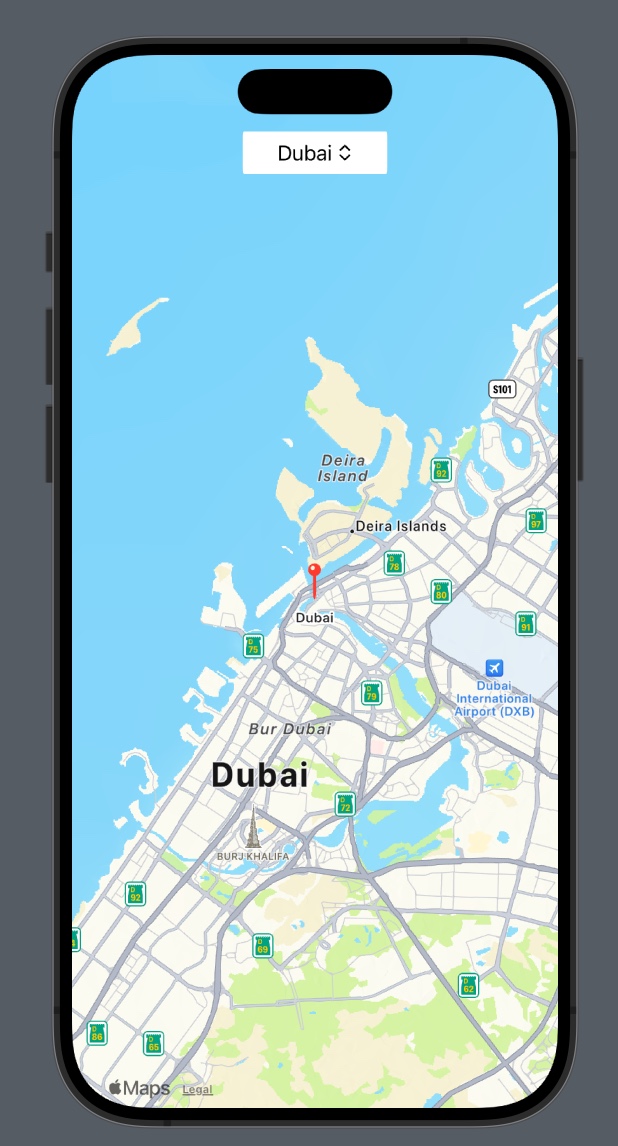 Dubai
S101
Deira
Island
D
92
D
97
Deira Islands
D
78
D
80
D
91
Dubai
D
75
Dubai
International
Airport (DXB)
D
79
Bur Dubai
Dubai
D
72
BURJ KHALIFA
D
92
D
69
D
62
D
86
D
65
Maps
Legal